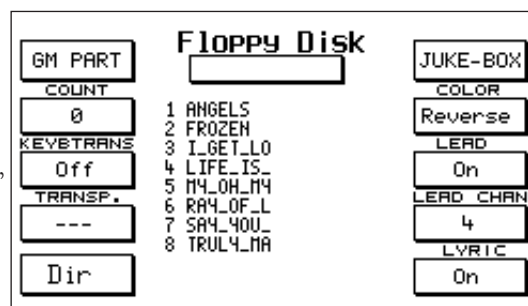 Floppy Disk
GM PART
COUNT
0
KEYBTRANS
Off
TRANSP.
---
Dir
1 ANGELS
2 FROZEN
3 I_GET_LO
4 LIFE_IS_
5 MY_OH_MY
6 RAY_OF_L
7 SAY_YOU_
8 TRULY_MA
JUKE-BOX
COLOR
Reverse
LEAD
On
LEAD CHAN
4
LYRIC
On
,